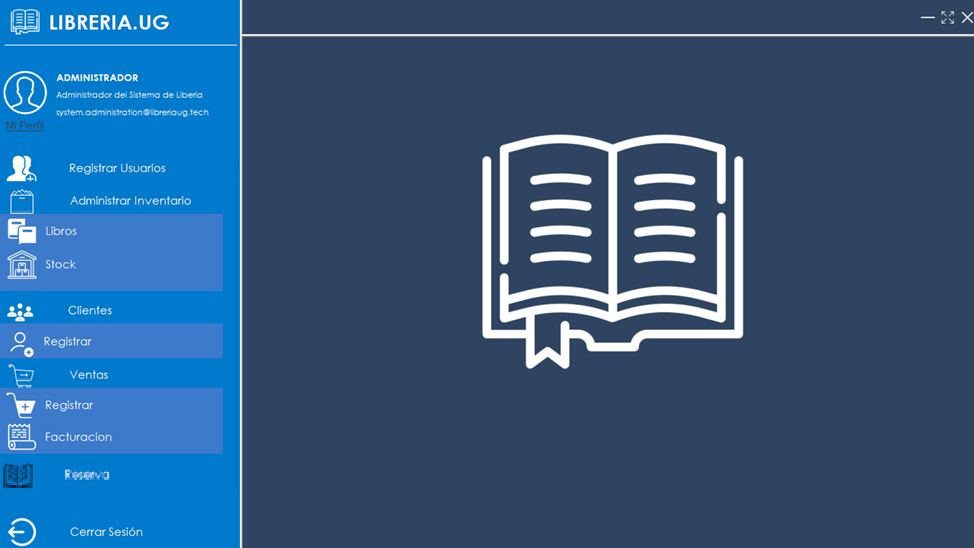 LIBRERIA.UG
ADMINISTRADOR
Administrador del Sistema de Liberia
system.administration@libreriaug.tech
Mi Perfil
Registrar Usuarios
Administrar Inventario
Libros
Stock
Clientes
Registrar
Ventas
Registrar
Facturacion
Reserva
Cerrar Sesión